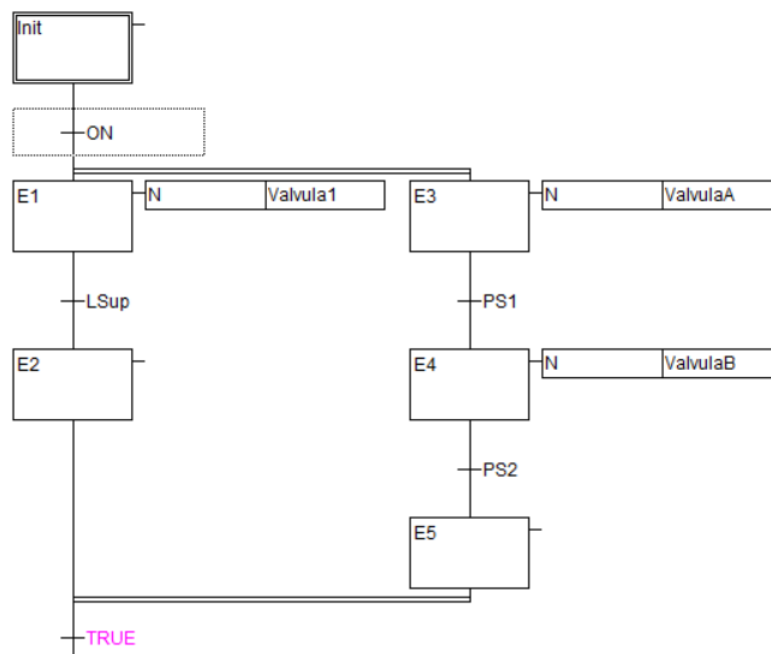 Init
ON
E1 N Valvula1 E3 N ValvulaA
LSup PS1
E2 E4 N ValvulaB
PS2
E5
TRUE